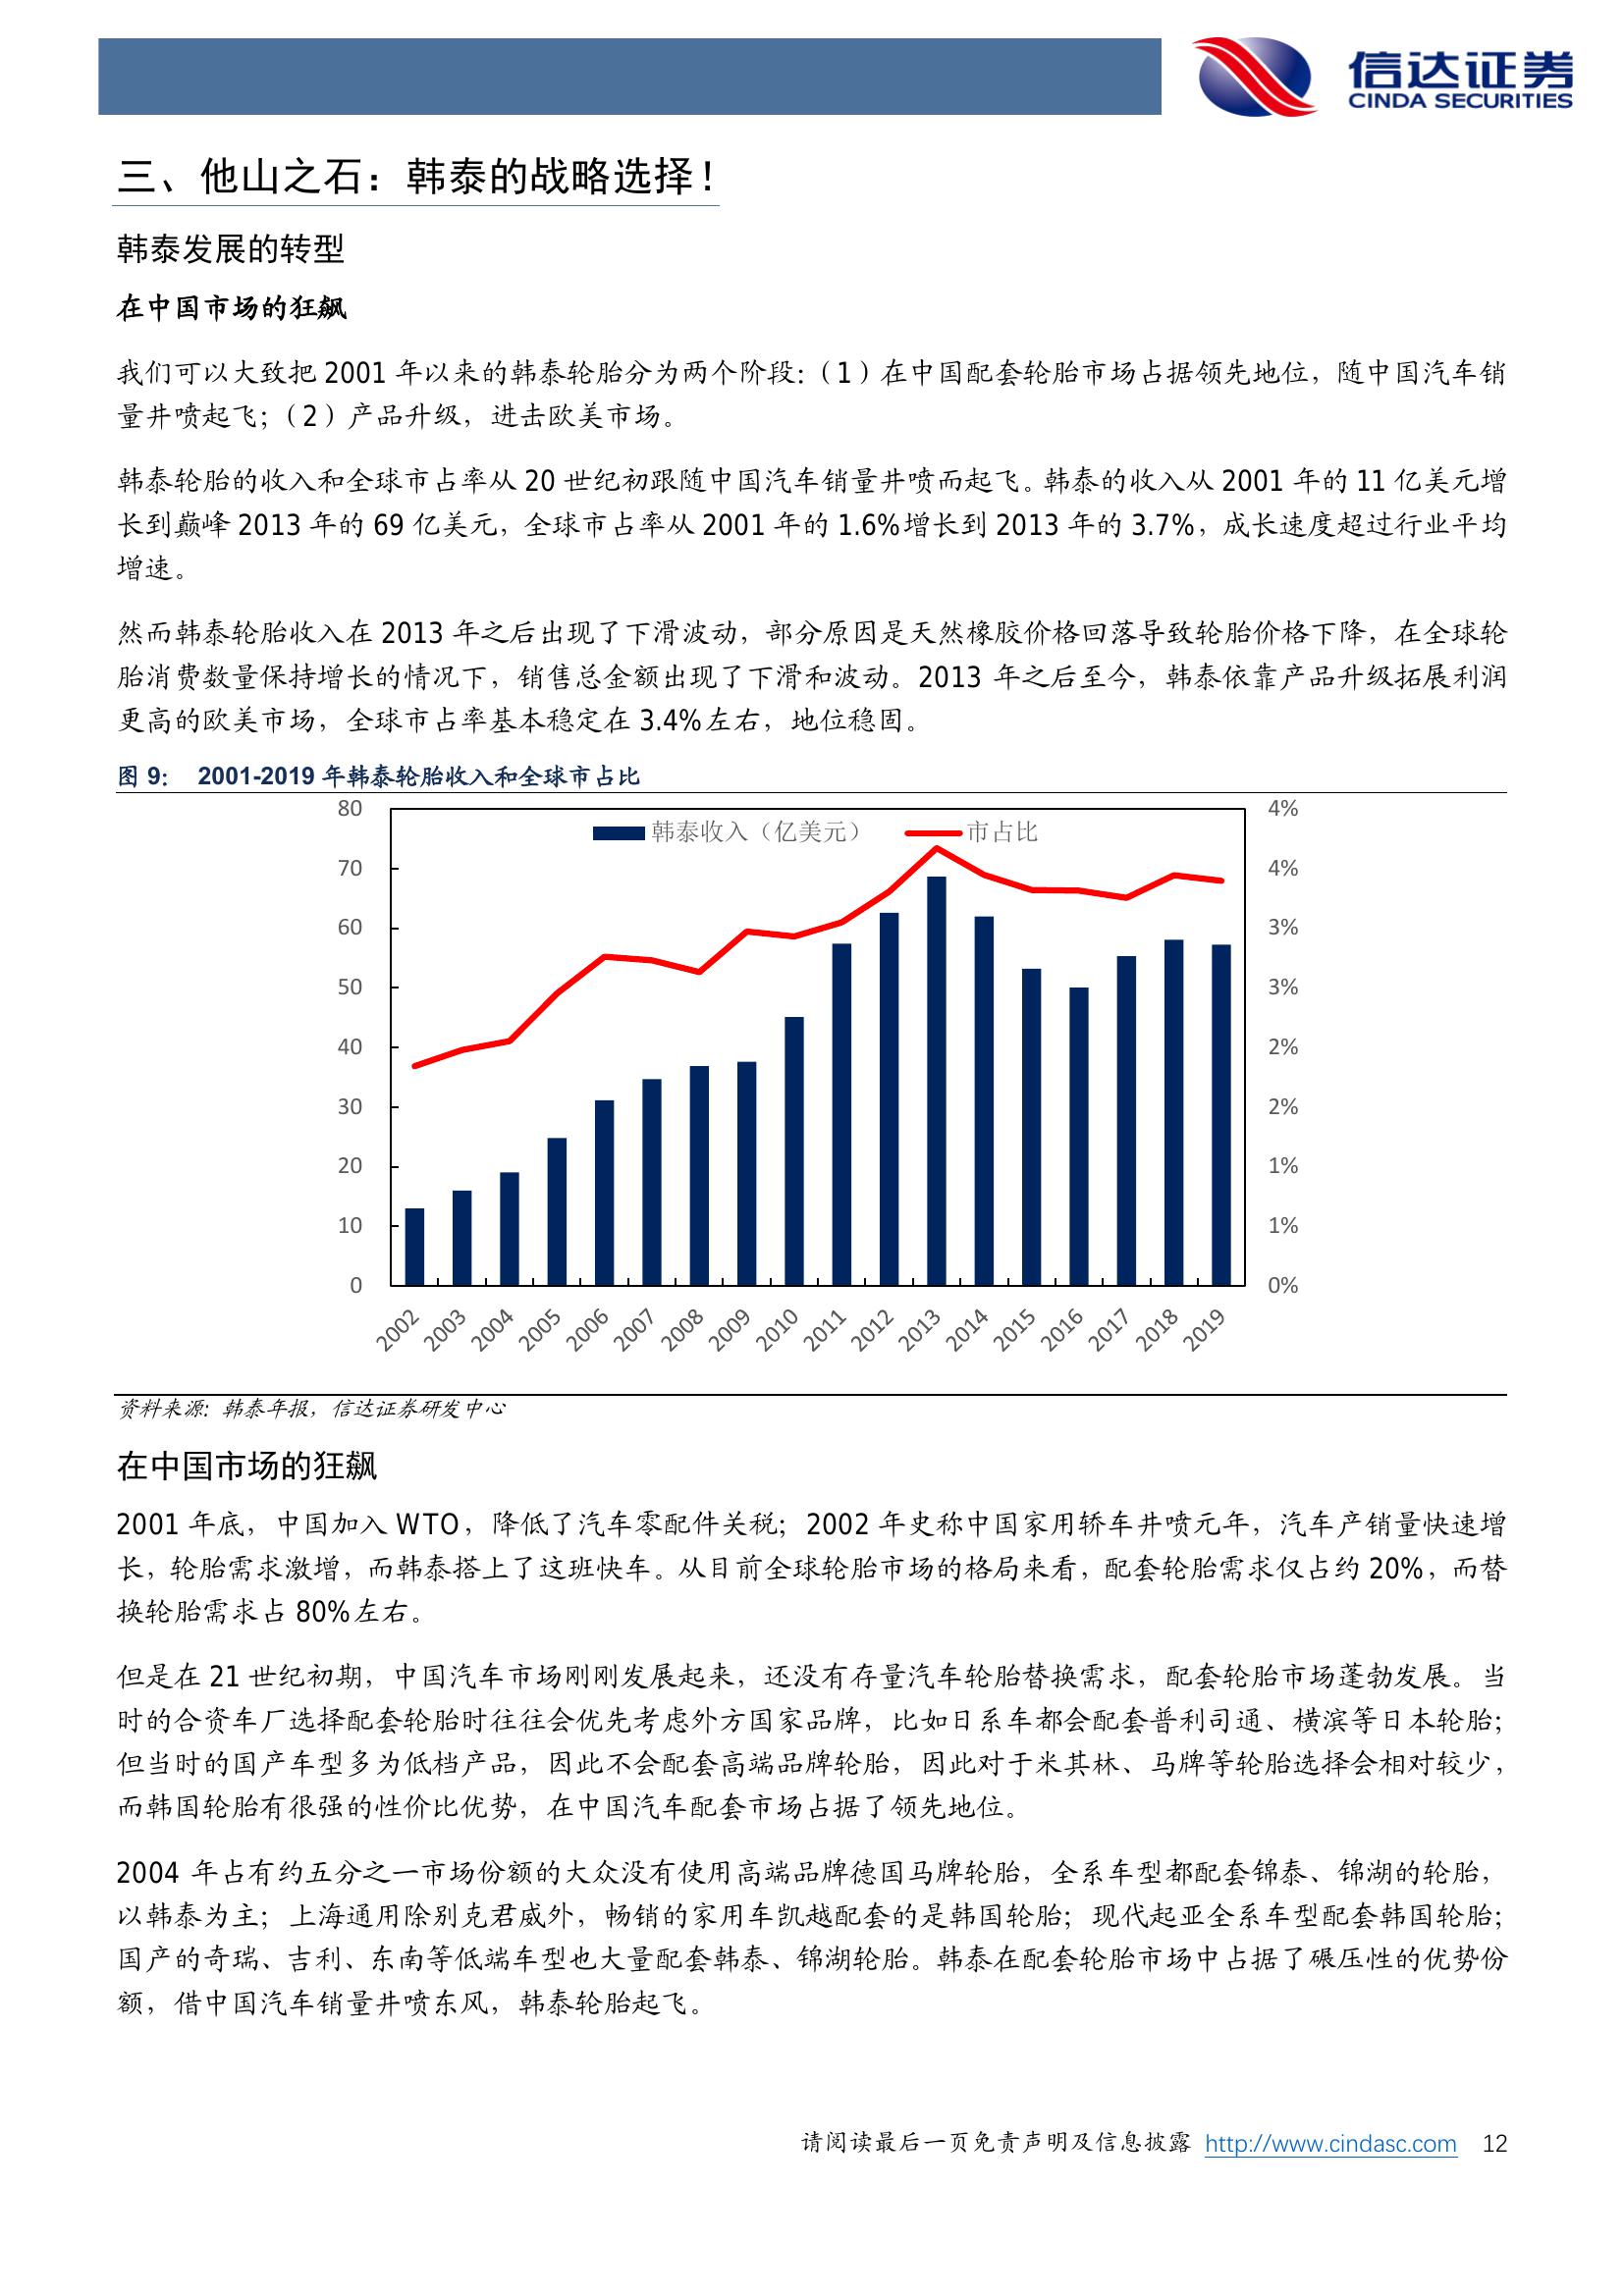 信达证券
CINDA SECURITIES
三、他山之石：韩泰的战略选择！
韩泰发展的转型
在中国市场的狂飙
我们可以大致把 2001 年以来的韩泰轮胎分为两个阶段：（1）在中国配套轮胎市场占据领先地位，随中国汽车销
量井喷起飞；（2）产品升级，进击欧美市场。
韩泰轮胎的收入和全球市占率从 20 世纪初跟随中国汽车销量井喷而起飞。韩泰的收入从 2001 年的 11 亿美元增
长到巅峰 2013 年的 69 亿美元，全球市占率从 2001 年的 1.6%增长到 2013 年的 3.7%，成长速度超过行业平均
增速。
然而韩泰轮胎收入在 2013 年之后出现了下滑波动，部分原因是天然橡胶价格回落导致轮胎价格下降，在全球轮
胎消费数量保持增长的情况下，销售总金额出现了下滑和波动。2013 年之后至今，韩泰依靠产品升级拓展利润
更高的欧美市场，全球市占率基本稳定在 3.4%左右，地位稳固。
图 9： 2001-2019 年韩泰轮胎收入和全球市占比
韩泰收入（亿美元） 市占比
80 4%
70 4%
60 3%
50 3%
40 2%
30 2%
20 1%
10 1%
0 0%
2002 2003 2004 2005 2006 2007 2008 2009 2010 2011 2012 2013 2014 2015 2016 2017 2018 2019
资料来源：韩泰年报，信达证券研发中心
在中国市场的狂飙
2001 年底，中国加入 WTO，降低了汽车零配件关税；2002 年史称中国家用轿车井喷元年，汽车产销量快速增
长，轮胎需求激增，而韩泰搭上了这班快车。从目前全球轮胎市场的格局来看，配套轮胎需求仅占约 20%，而替
换轮胎需求占 80%左右。
但是在 21 世纪初期，中国汽车市场刚刚发展起来，还没有存量汽车轮胎替换需求，配套轮胎市场蓬勃发展。当
时的合资车厂选择配套轮胎时往往会优先考虑外方国家品牌，比如日系车都会配套普利司通、横滨等日本轮胎；
但当时的国产车型多为低档产品，因此不会配套高端品牌轮胎，因此对于米其林、马牌等轮胎选择会相对较少，
而韩国轮胎有很强的性价比优势，在中国汽车配套市场占据了领先地位。
2004 年占有约五分之一市场份额的大众没有使用高端品牌德国马牌轮胎，全系车型都配套锦泰、锦湖的轮胎，
以韩泰为主；上海通用除别克君威外，畅销的家用车凯越配套的是韩国轮胎；现代起亚全系车型配套韩国轮胎；
国产的奇瑞、吉利、东南等低端车型也大量配套韩泰、锦湖轮胎。韩泰在配套轮胎市场中占据了碾压性的优势份
额，借中国汽车销量井喷东风，韩泰轮胎起飞。
请阅读最后一页免责声明及信息披露 http://www.cindasc.com 12